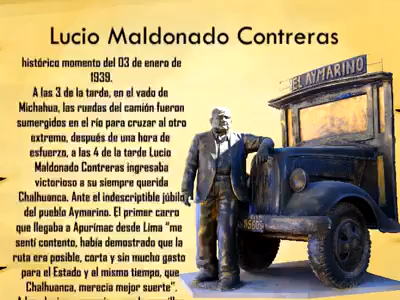 Lucio Maldonado Contreras
histórico momento del 03 de enero de
1939.
A las 3 de la tarde, en el vado de
Michahua, las ruedas del camión fueron
sumergidos en el río para cruzar al otro
extremo, después de una hora de
esfuerzo, a las 4 de la tarde Lucio
Maldonado Contreras ingresaba
victorioso a su siempre querida
Chalhuanca. Ante el indescriptible júbilo
del pueblo Aymarino. El primer carro
que llegaba a Apurímac desde Lima “me
sentí contento, había demostrado que la
ruta era posible, corta y sin mucho gasto
para el Estado y al mismo tiempo, que
Chalhuanca, merecía mejor suerte”.
EL AYMARINO